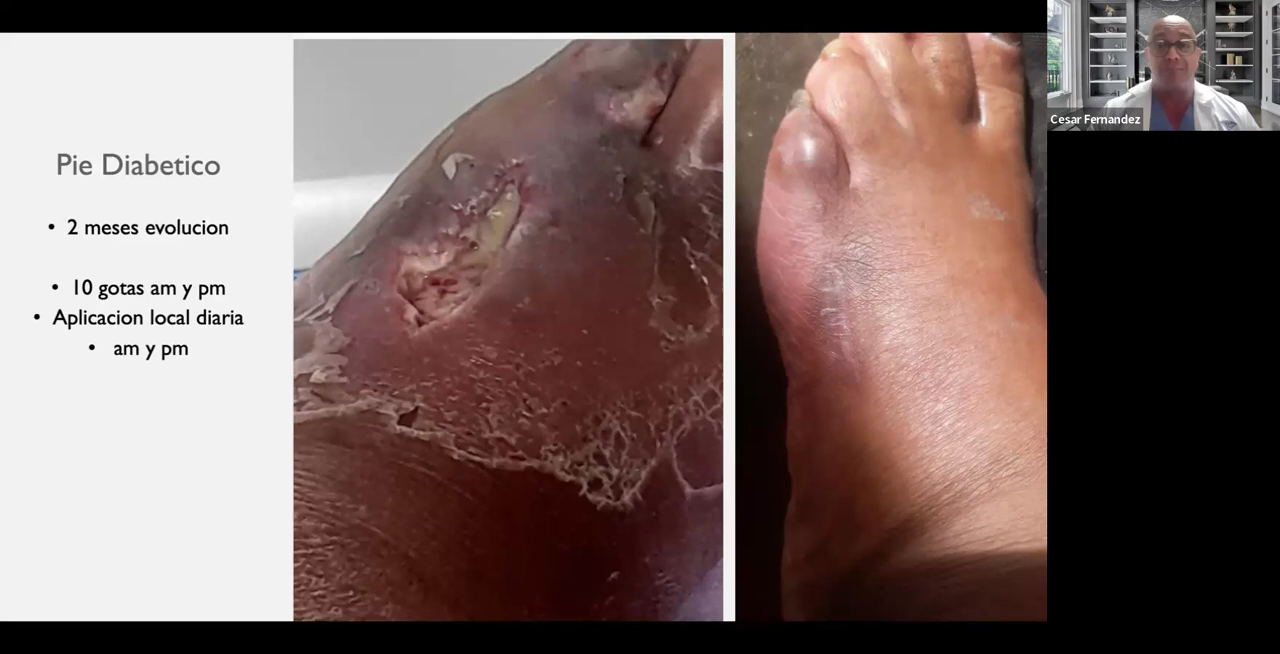 Pie Diabetico
• 2 meses evolucion
• 10 gotas am y pm
• Aplicacion local diaria
• am y pm
Cesar Fernandez